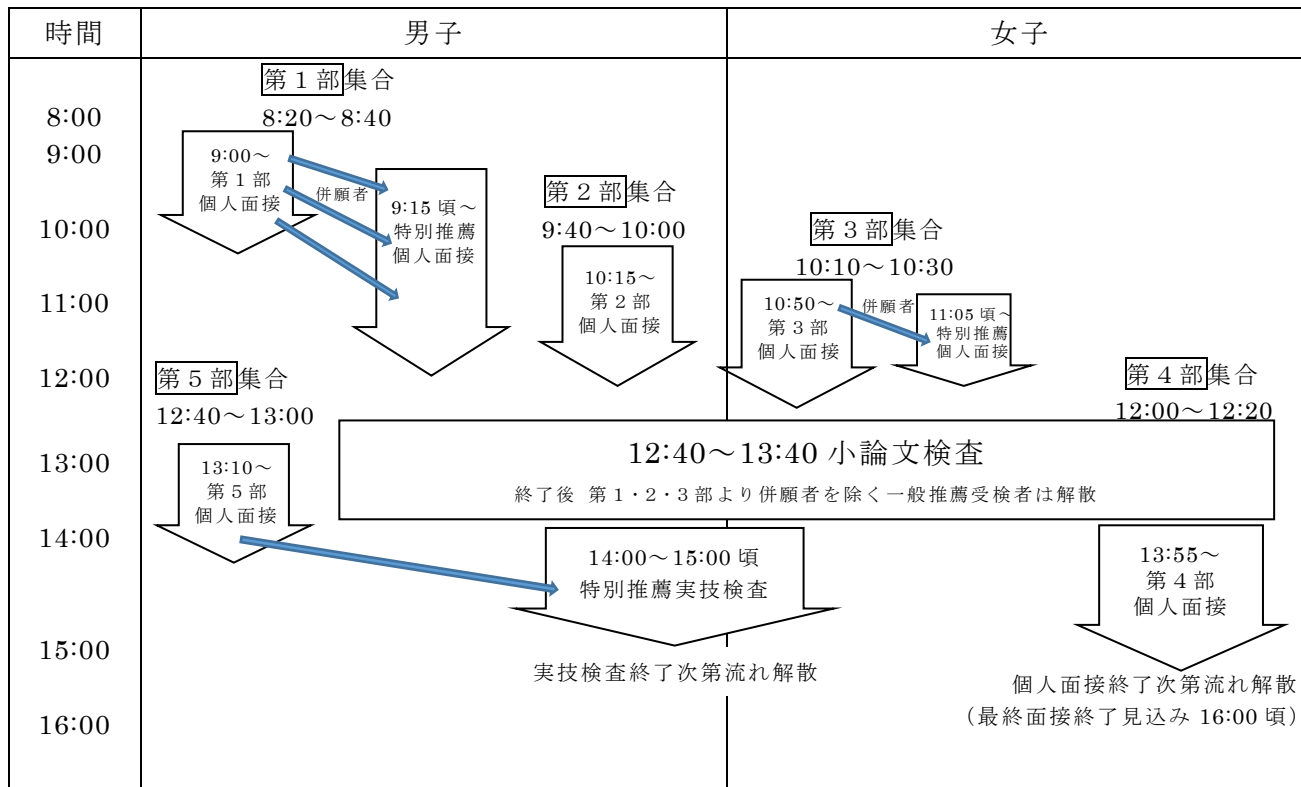 時間
男子
女子
8:00
9:00
10:00
11:00
12:00
13:00
14:00
15:00
16:00
第1部集合
8:20～8:40
9:00～
第1部
個人面接
併願者
9:15頃～
特別推薦
個人面接
第2部集合
9:40～10:00
10:15～
第2部
個人面接
第3部集合
10:10～10:30
10:50～
第3部
個人面接
併願者
11:05頃～
特別推薦
個人面接
第4部集合
12:00～12:20
第5部集合
12:40～13:00
13:10～
第5部
個人面接
12:40～13:40 小論文検査
終了後 第1・2・3部より併願者を除く一般推薦受検者は解散
14:00～15:00頃
特別推薦実技検査
実技検査終了次第流れ解散
13:55～
第4部
個人面接
個人面接終了次第流れ解散
（最終面接終了見込み 16:00頃）